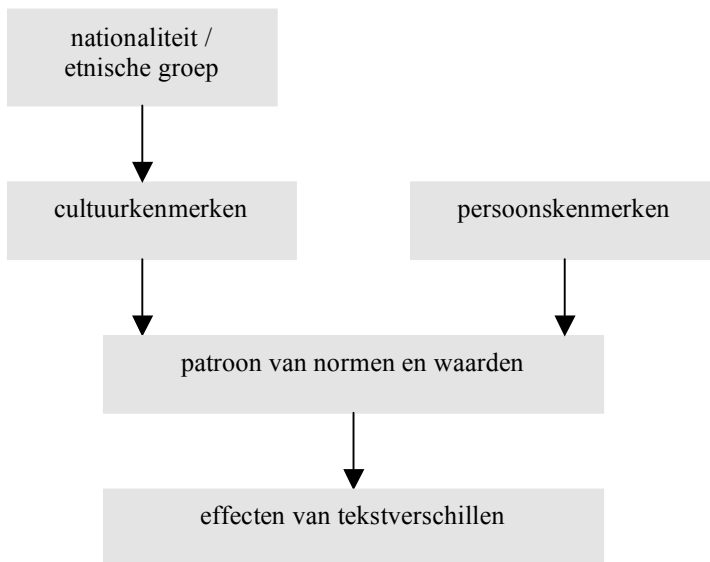 nationaliteit /
etnische groep
cultuurkenmerken
persoonskenmerken
patroon van normen en waarden
effecten van tekstverschillen